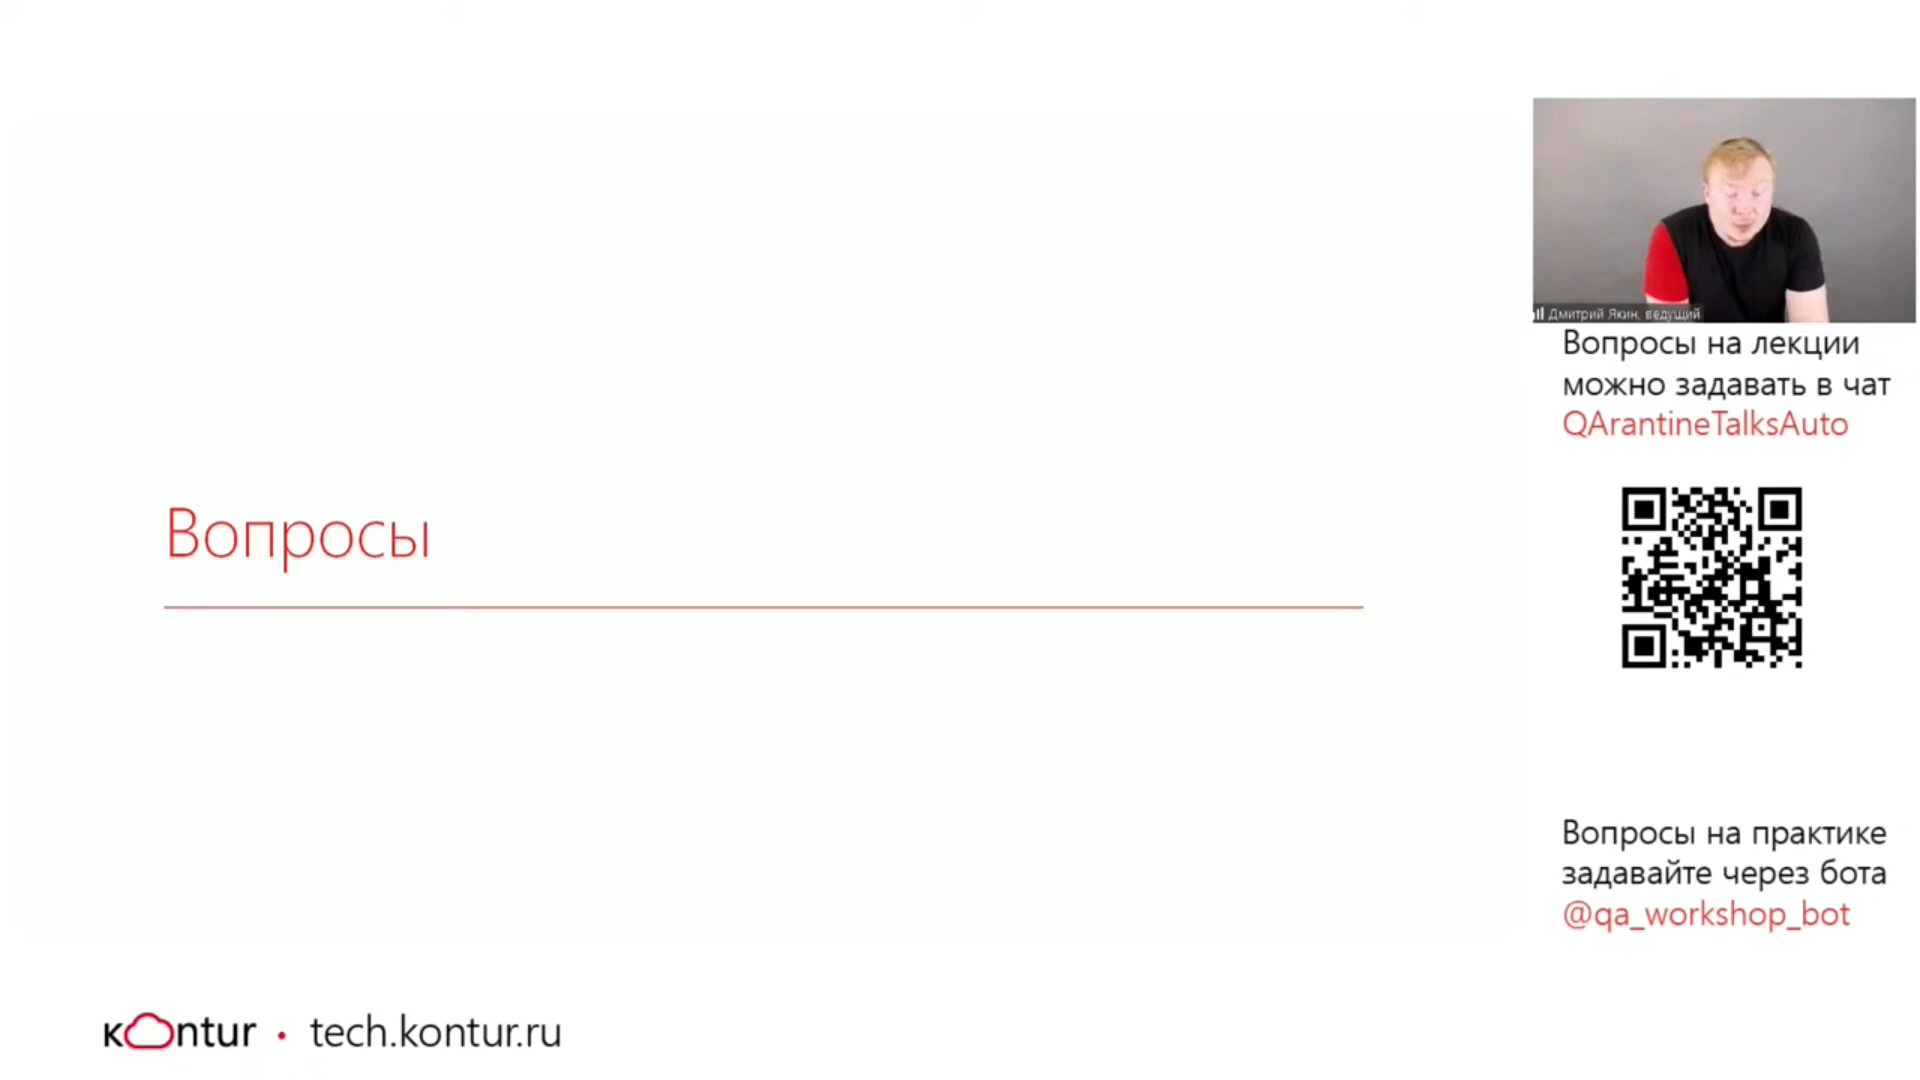 Вопросы
Дмитрий Якин, ведущий
Вопросы на лекции
можно задавать в чат
QArantineTalksAuto
Вопросы на практике
задавайте через бота
@qa_workshop_bot
кontur • tech.kontur.ru